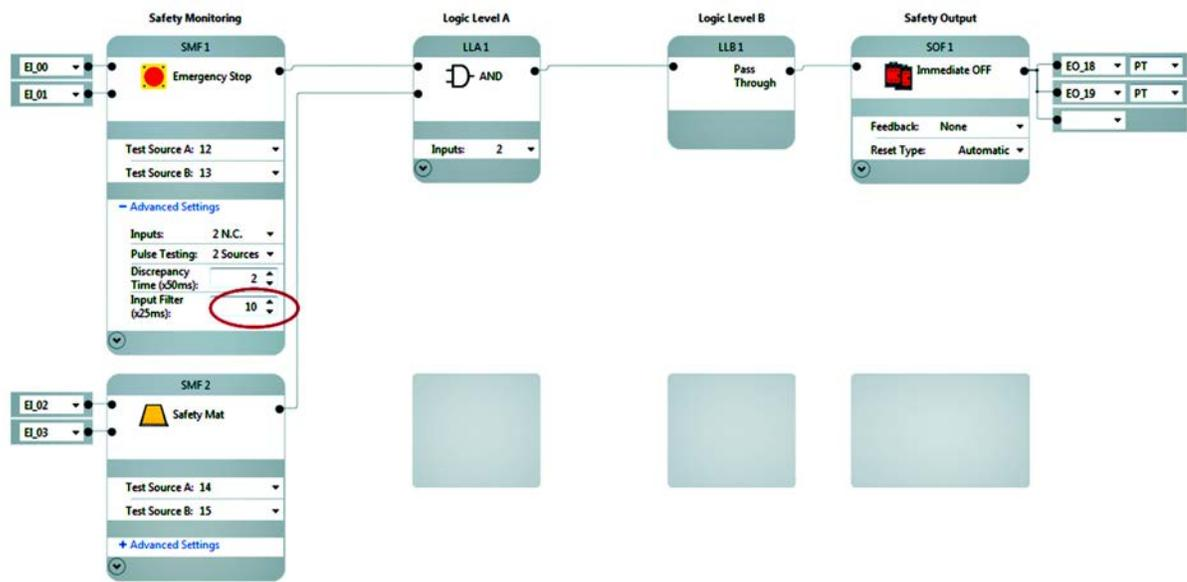 Safety Monitoring
Logic Level A
Logic Level B
Safety Output
SMF 1
EI_00
EI_01
Emergency Stop
Test Source A: 12
Test Source B: 13
− Advanced Settings
Inputs: 2 N.C.
Pulse Testing: 2 Sources
Discrepancy
Time (x50ms): 2
Input Filter
(x25ms): 10
LLA 1
AND
Inputs: 2
LLB 1
Pass
Through
SOF 1
Immediate OFF
EO_18 PT
EO_19 PT
Feedback: None
Reset Type: Automatic
SMF 2
EI_02
EI_03
Safety Mat
Test Source A: 14
Test Source B: 15
+ Advanced Settings